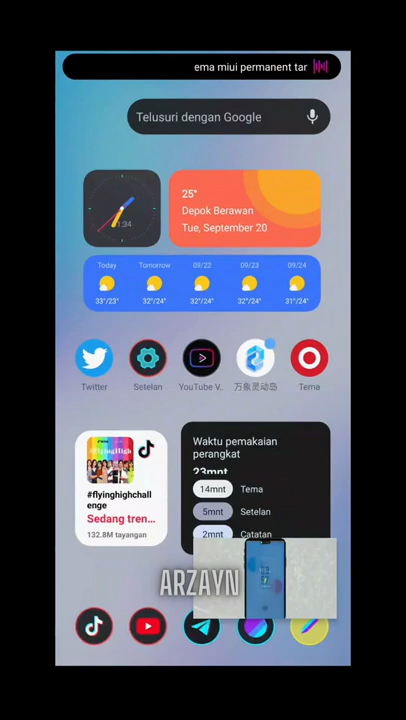 ema miui permanent tar
Telusuri dengan Google
25°
Depok Berawan
Tue, September 20
Today Tomorrow 09/22 09/23 09/24
33°/23° 32°/24° 32°/24° 32°/24° 31°/24°
Twitter Setelan YouTube V.. 万象灵动岛 Tema
#flyinghighchall
enge
Sedang tren...
132.8M tayangan
Waktu pemakaian
perangkat
23mnt
14mnt Tema
5mnt Setelan
2mnt Catatan
ARZAYN